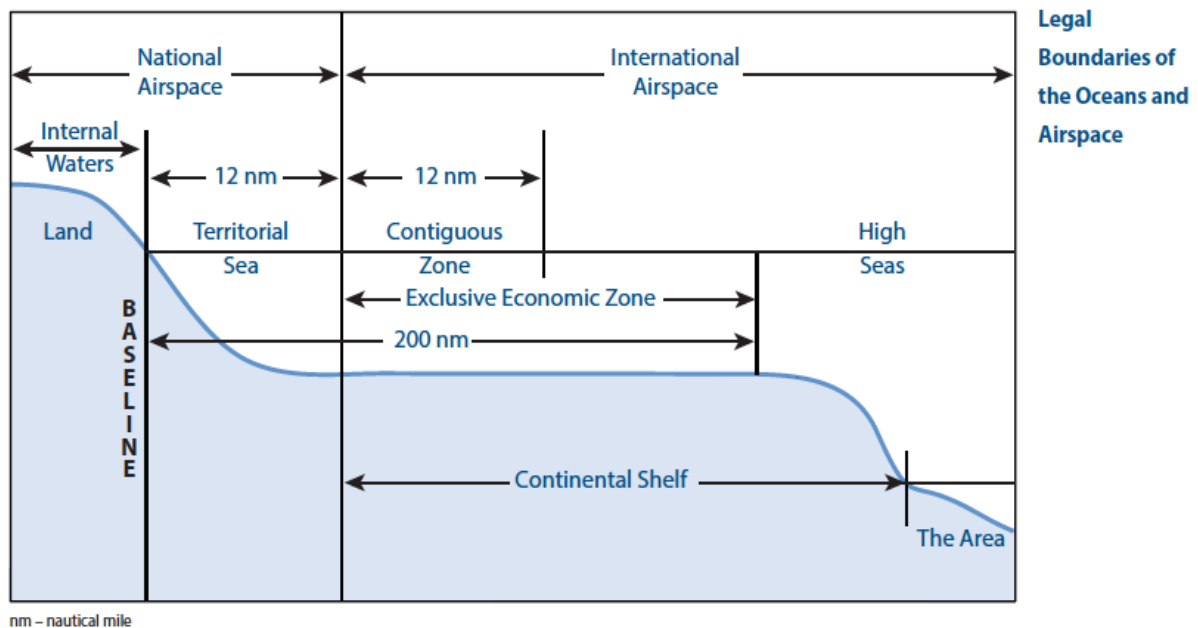 Legal
Boundaries of
the Oceans and
Airspace
National
Airspace
International
Airspace
Internal
Waters
12 nm
12 nm
Land
Territorial
Sea
Contiguous
Zone
High
Seas
Exclusive Economic Zone
200 nm
BASELINE
Continental Shelf
The Area
nm – nautical mile